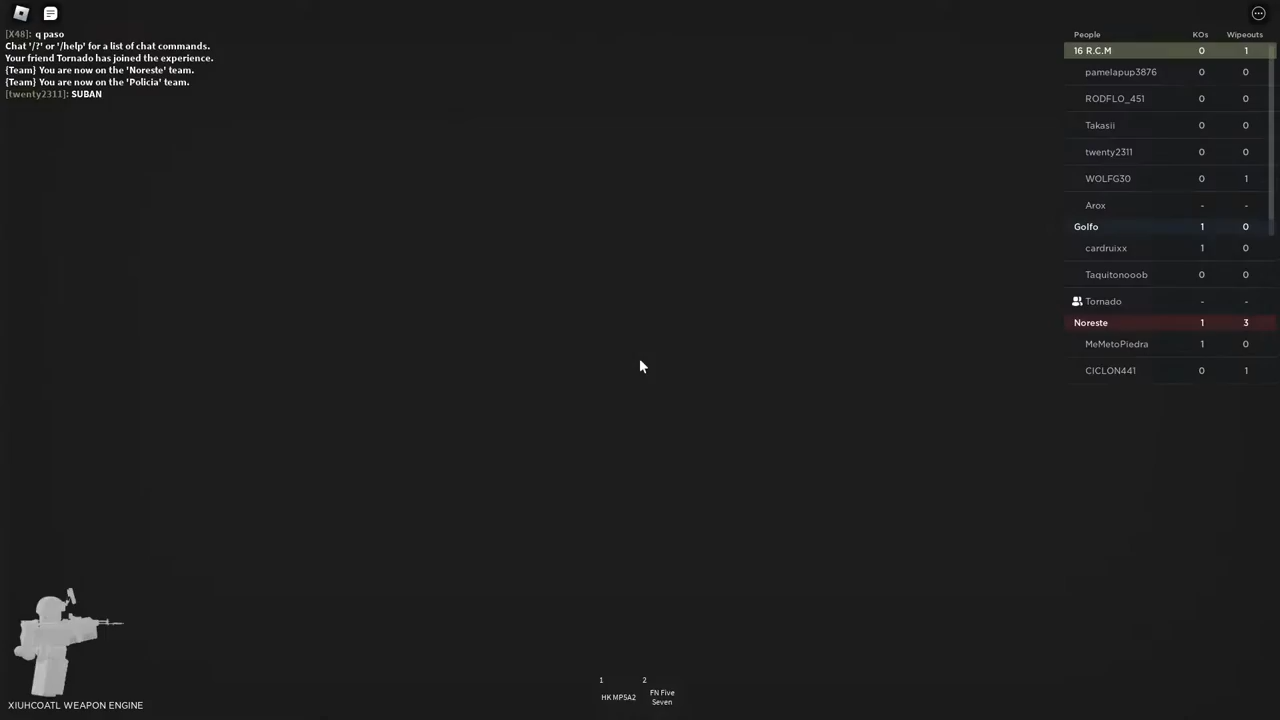 [X48]: q paso
Chat '/?' or '/help' for a list of chat commands.
Your friend Tornado has joined the experience.
{Team} You are now on the 'Noreste' team.
{Team} You are now on the 'Policia' team.
[twenty2311]: SUBAN
People KOs Wipeouts
16 R.C.M 0 1
pamelapup3876 0 0
RODFLO_451 0 0
Takasii 0 0
twenty2311 0 0
WOLFG30 0 1
Arox - -
Golfo 1 0
cardruixx 1 0
Taquitonooob 0 0
Tornado - -
Noreste 1 3
MeMetoPiedra 1 0
CICLON441 0 1
1 2
HK MP5A2 FN Five
Seven
XIUHCOATL WEAPON ENGINE